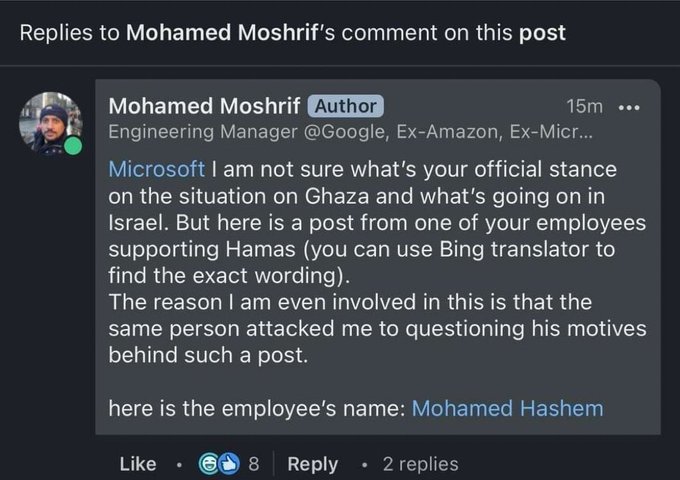 Replies to Mohamed Moshrif's comment on this post
Mohamed Moshrif Author 15m
Engineering Manager @Google, Ex-Amazon, Ex-Micr...
Microsoft I am not sure what's your official stance
on the situation on Ghaza and what's going on in
Israel. But here is a post from one of your employees
supporting Hamas (you can use Bing translator to
find the exact wording).
The reason I am even involved in this is that the
same person attacked me to questioning his motives
behind such a post.
here is the employee's name: Mohamed Hashem
Like • 8 Reply • 2 replies